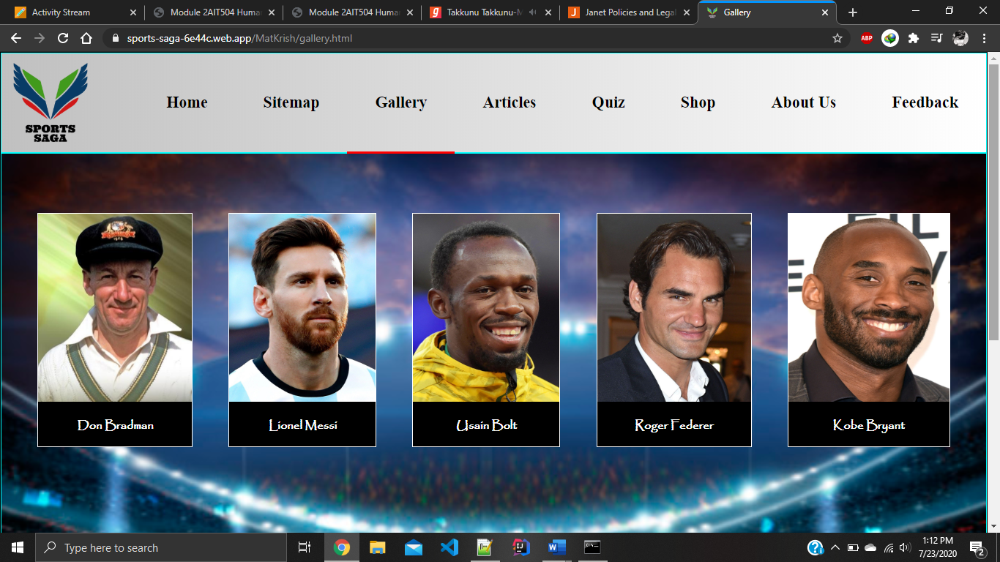 Activity Stream
Module 2AIT504 Human
Module 2AIT504 Human
Takkunu Takkunu-M
Janet Policies and Legal
Gallery
sports-saga-6e44c.web.app/MatKrish/gallery.html
ABP
SPORTS
SAGA
Home
Sitemap
Gallery
Articles
Quiz
Shop
About Us
Feedback
Don Bradman
Lionel Messi
Usain Bolt
Roger Federer
Kobe Bryant
Type here to search
1:12 PM
7/23/2020
2